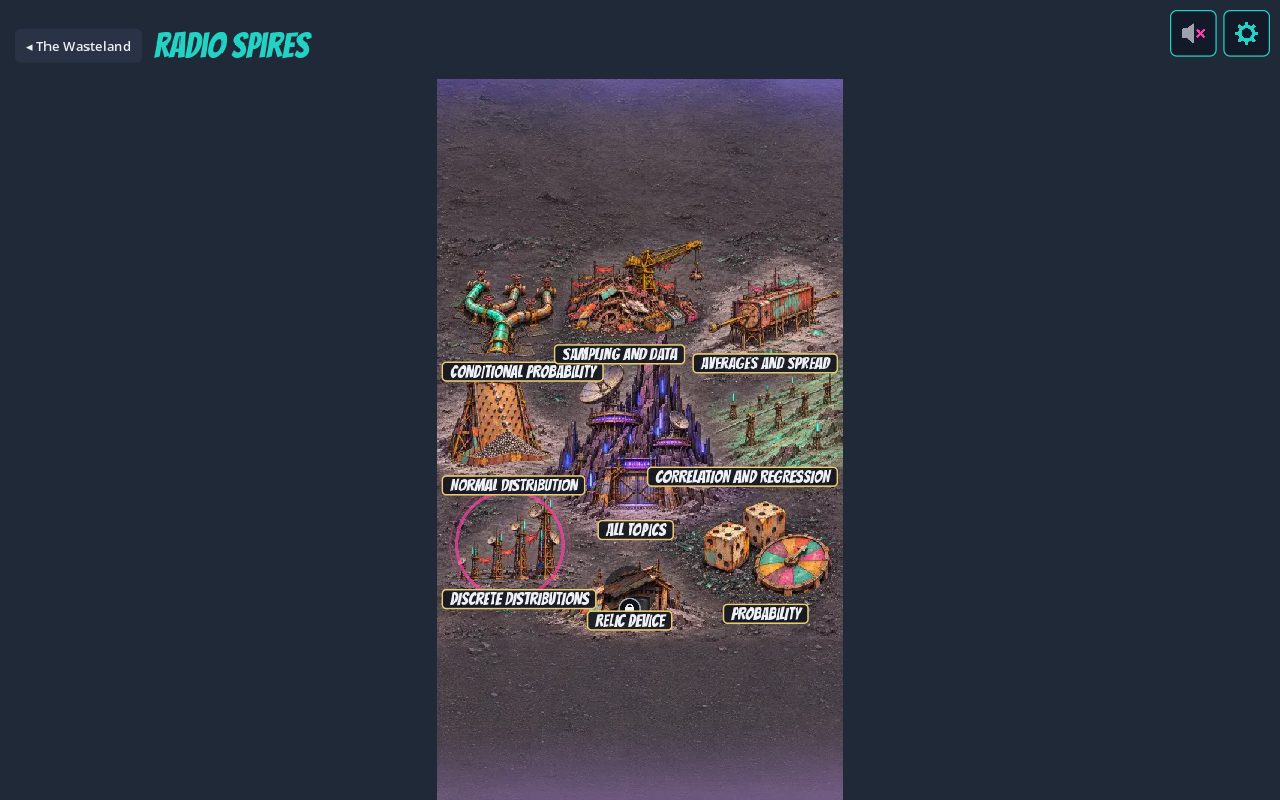 ◂ The Wasteland
RADIO SPIRES
SAMPLING AND DATA
AVERAGES AND SPREAD
CONDITIONAL PROBABILITY
CORRELATION AND REGRESSION
NORMAL DISTRIBUTION
ALL TOPICS
DISCRETE DISTRIBUTIONS
PROBABILITY
RELIC DEVICE